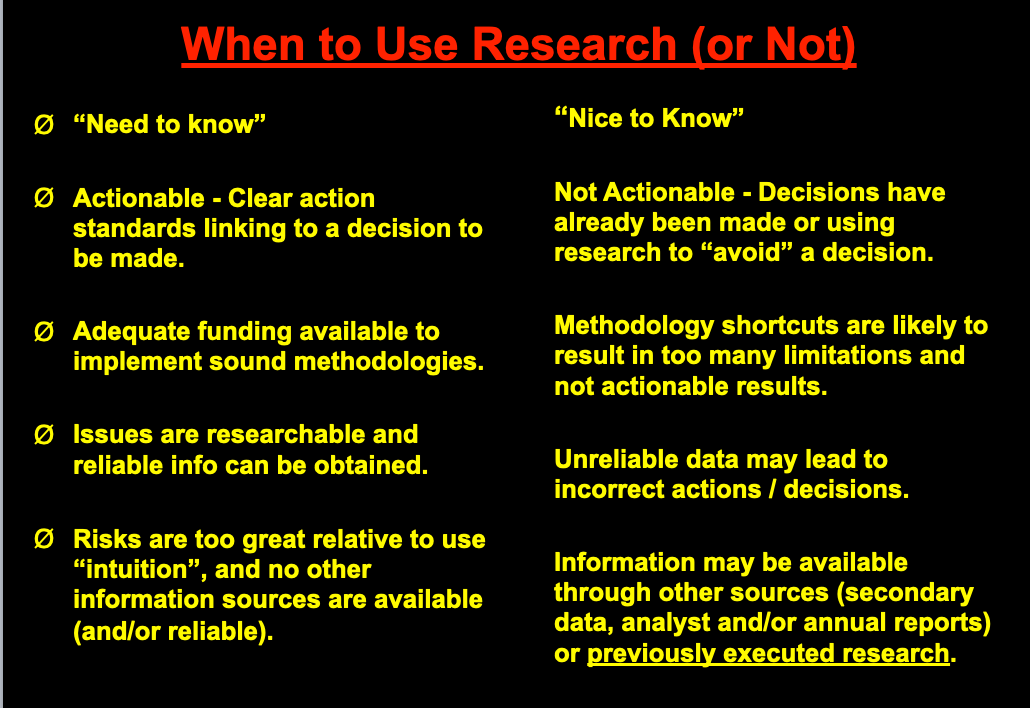 When to Use Research (or Not)
Ø “Need to know”
Ø Actionable - Clear action
standards linking to a decision to
be made.
Ø Adequate funding available to
implement sound methodologies.
Ø Issues are researchable and
reliable info can be obtained.
Ø Risks are too great relative to use
“intuition”, and no other
information sources are available
(and/or reliable).
“Nice to Know”
Not Actionable - Decisions have
already been made or using
research to “avoid” a decision.
Methodology shortcuts are likely to
result in too many limitations and
not actionable results.
Unreliable data may lead to
incorrect actions / decisions.
Information may be available
through other sources (secondary
data, analyst and/or annual reports)
or previously executed research.